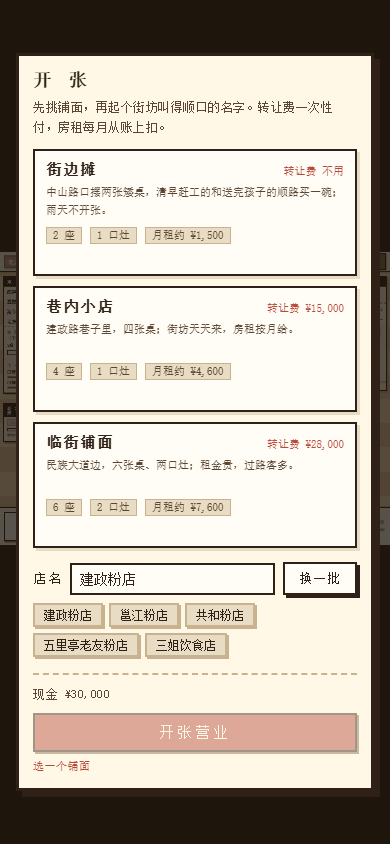 开 张
先挑铺面，再起个街坊叫得顺口的名字。转让费一次性
付，房租每月从账上扣。
街边摊 转让费 不用
中山路口摆两张矮桌，清早赶工的和送完孩子的顺路买一碗；
雨天不开张。
2 座 1 口灶 月租约 ¥1,500
巷内小店 转让费 ¥15,000
建政路巷子里，四张桌；街坊天天来，房租按月给。
4 座 1 口灶 月租约 ¥4,600
临街铺面 转让费 ¥28,000
民族大道边，六张桌、两口灶；租金贵，过路客多。
6 座 2 口灶 月租约 ¥7,600
店名 建政粉店 换一批
建政粉店 邕江粉店 共和粉店
五里亭老友粉店 三姐饮食店
现金 ¥30,000
开张营业
选一个铺面